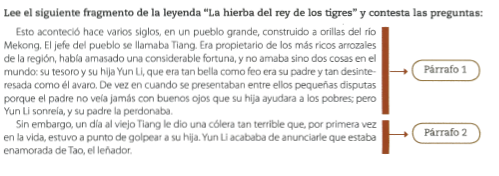 Lee el siguiente fragmento de la leyenda “La hierba del rey de los tigres” y contesta las preguntas:
Esto aconteció hace varios siglos, en un pueblo grande, construido a orillas del río
Mekong. El jefe del pueblo se llamaba Tiang. Era propietario de los más ricos arrozales
de la región, había amasado una considerable fortuna, y no amaba sino dos cosas en el
mundo: su tesoro y su hija Yun Li, que era tan bella como feo era su padre y tan desinte-
resada como él avaro. De vez en cuando se presentaban entre ellos pequeñas disputas
porque el padre no veía jamás con buenos ojos que su hija ayudara a los pobres; pero
Yun Li sonreía, y su padre la perdonaba.
Párrafo 1
Sin embargo, un día al viejo Tiang le dio una cólera tan terrible que, por primera vez
en la vida, estuvo a punto de golpear a su hija. Yun Li acababa de anunciarle que estaba
enamorada de Tao, el leñador.
Párrafo 2